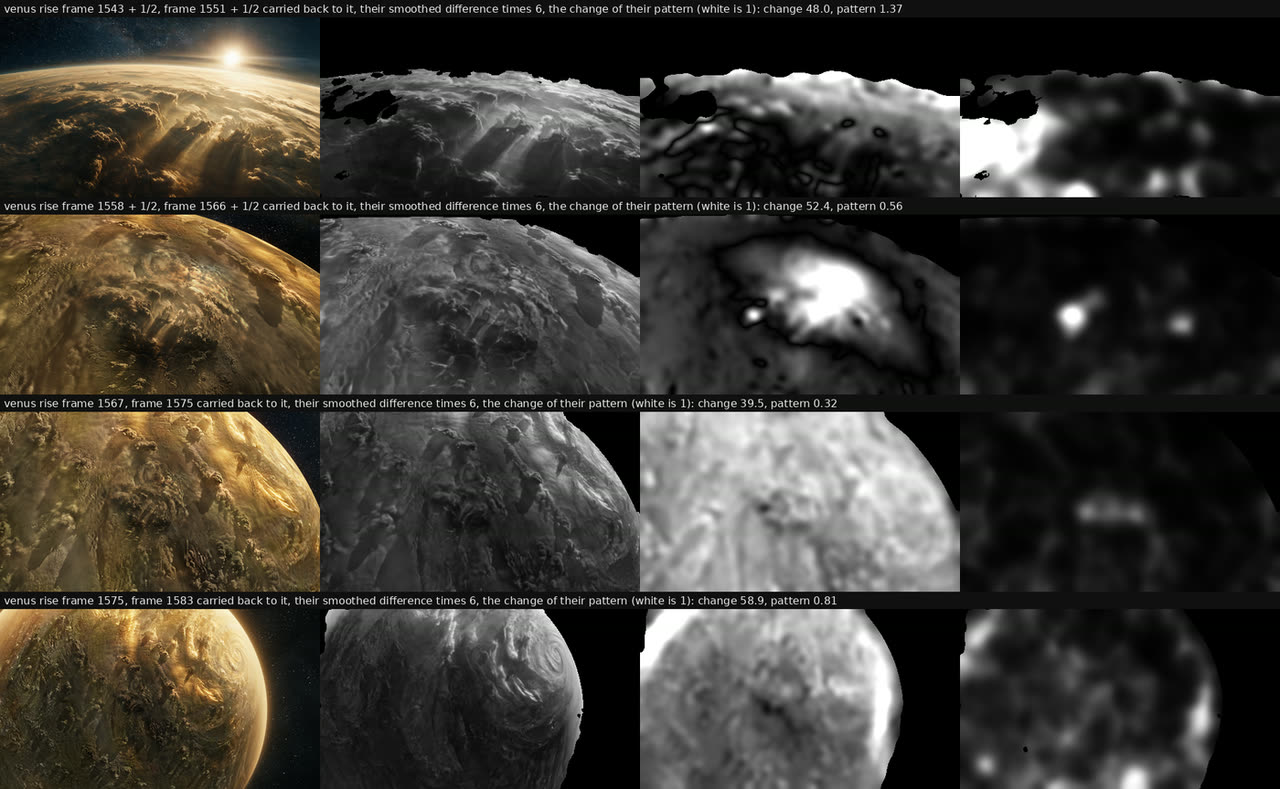 venus rise frame 1543 + 1/2, frame 1551 + 1/2 carried back to it, their smoothed difference times 6, the change of their pattern (white is 1): change 48.0, pattern 1.37
venus rise frame 1558 + 1/2, frame 1566 + 1/2 carried back to it, their smoothed difference times 6, the change of their pattern (white is 1): change 52.4, pattern 0.56
venus rise frame 1567, frame 1575 carried back to it, their smoothed difference times 6, the change of their pattern (white is 1): change 39.5, pattern 0.32
venus rise frame 1575, frame 1583 carried back to it, their smoothed difference times 6, the change of their pattern (white is 1): change 58.9, pattern 0.81